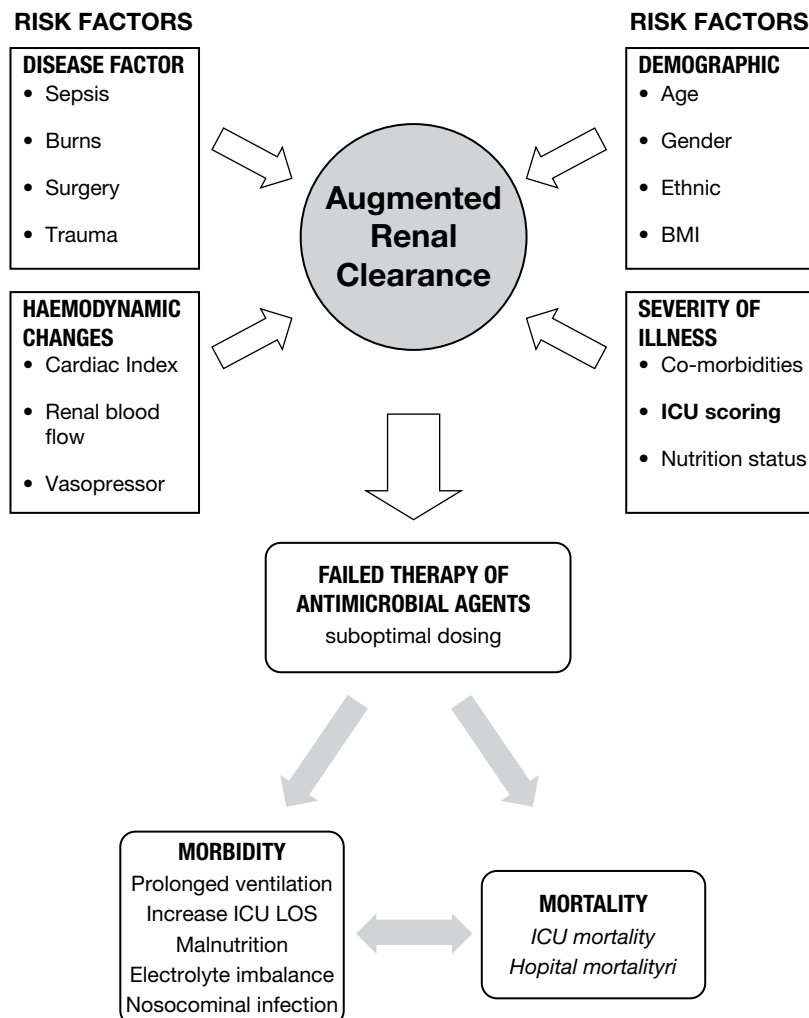 RISK FACTORS
DISEASE FACTOR
• Sepsis
• Burns
• Surgery
• Trauma
HAEMODYNAMIC
CHANGES
• Cardiac Index
• Renal blood
flow
• Vasopressor
Augmented
Renal
Clearance
RISK FACTORS
DEMOGRAPHIC
• Age
• Gender
• Ethnic
• BMI
SEVERITY OF
ILLNESS
• Co-morbidities
• ICU scoring
• Nutrition status
FAILED THERAPY OF
ANTIMICROBIAL AGENTS
suboptimal dosing
MORBIDITY
Prolonged ventilation
Increase ICU LOS
Malnutrition
Electrolyte imbalance
Nosocominal infection
MORTALITY
ICU mortality
Hopital mortalityri